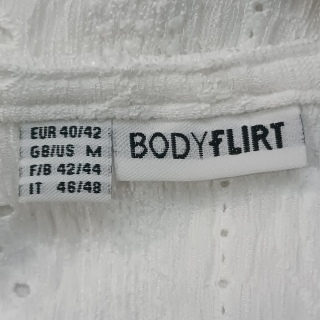 EUR 40/42
GB/US M
F/B 42/44
IT 46/48
BODYFLIRT